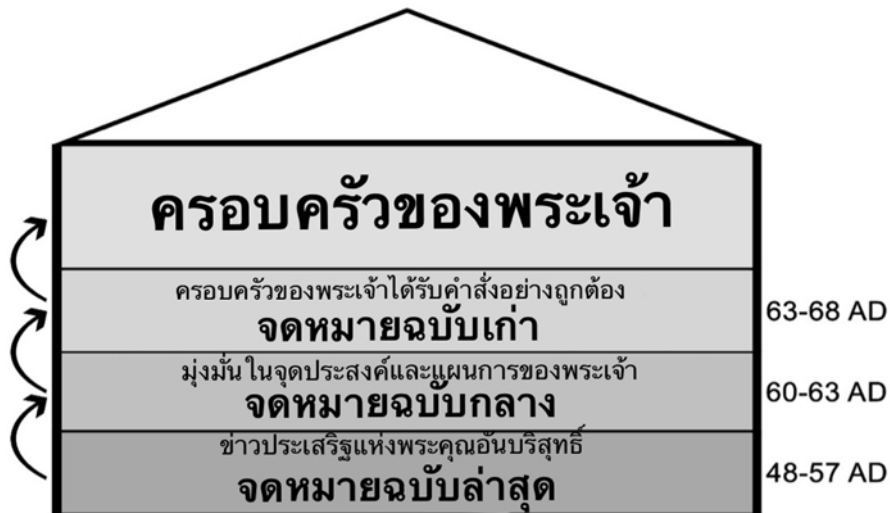 ครอบครัวของพระเจ้า
ครอบครัวของพระเจ้าได้รับคำสั่งอย่างถูกต้อง
จดหมายฉบับเก่า
63-68 AD
มุ่งมั่นในจุดประสงค์และแผนการของพระเจ้า
จดหมายฉบับกลาง
60-63 AD
ข่าวประเสริฐแห่งพระคุณอันบริสุทธิ์
จดหมายฉบับล่าสุด
48-57 AD